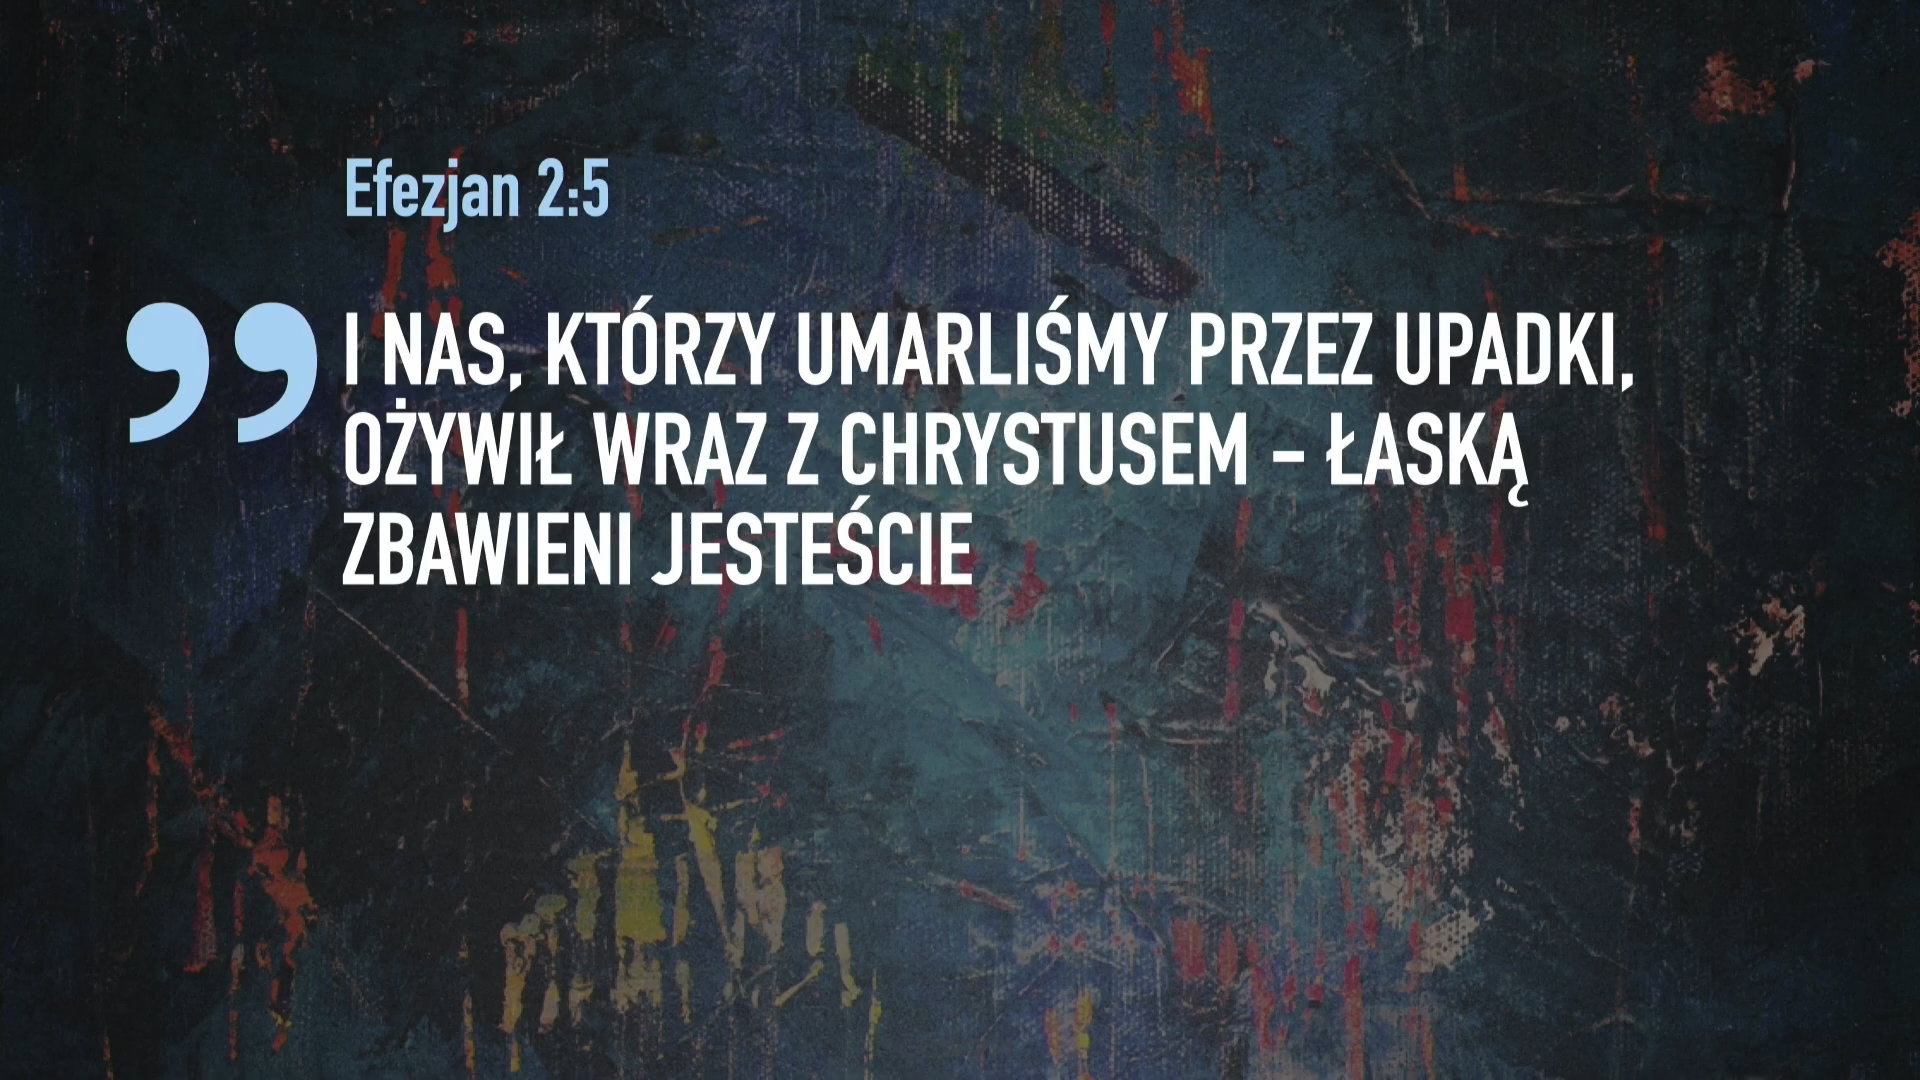 Efezjan 2:5
” I NAS, KTÓRZY UMARLIŚMY PRZEZ UPADKI,
OŻYWIŁ WRAZ Z CHRYSTUSEM – ŁASKĄ
ZBAWIENI JESTEŚCIE